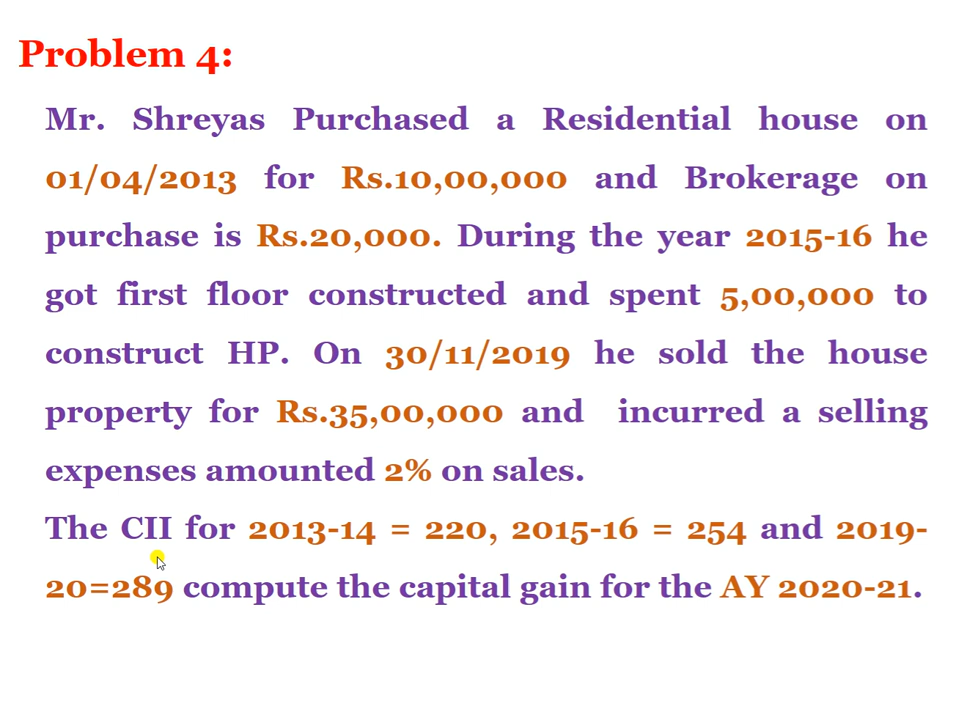 Problem 4:
Mr. Shreyas Purchased a Residential house on
01/04/2013 for Rs.10,00,000 and Brokerage on
purchase is Rs.20,000. During the year 2015-16 he
got first floor constructed and spent 5,00,000 to
construct HP. On 30/11/2019 he sold the house
property for Rs.35,00,000 and incurred a selling
expenses amounted 2% on sales.
The CII for 2013-14 = 220, 2015-16 = 254 and 2019-
20=289 compute the capital gain for the AY 2020-21.